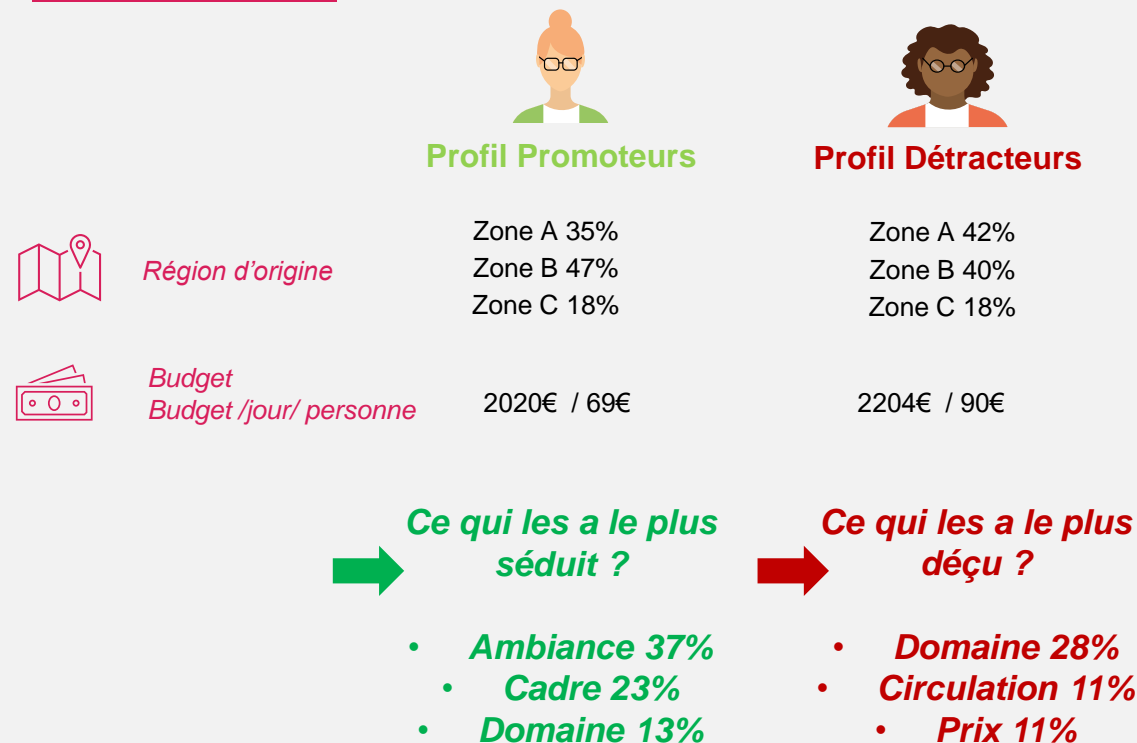 Profil Promoteurs
Profil Détracteurs
Région d'origine
Zone A 35%
Zone B 47%
Zone C 18%
Zone A 42%
Zone B 40%
Zone C 18%
Budget
Budget /jour/ personne
2020€ / 69€
2204€ / 90€
Ce qui les a le plus
séduit ?
• Ambiance 37%
• Cadre 23%
• Domaine 13%
Ce qui les a le plus
déçu ?
• Domaine 28%
• Circulation 11%
• Prix 11%